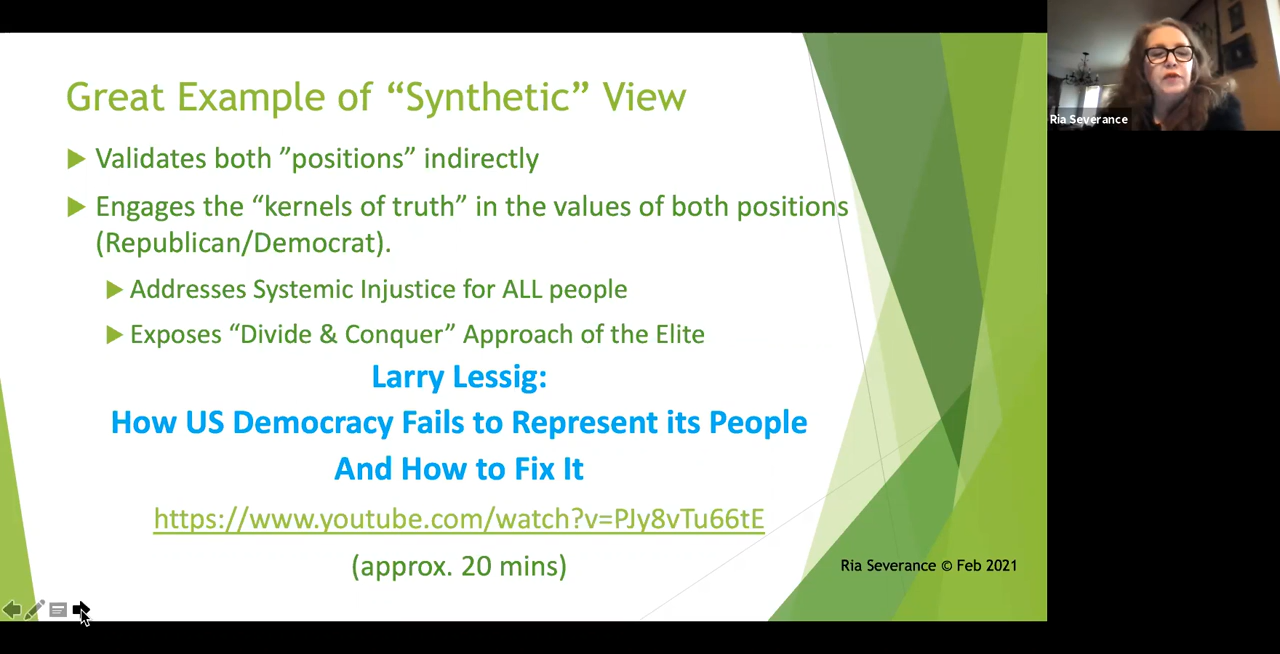 Great Example of “Synthetic” View
Validates both ”positions” indirectly
Engages the “kernels of truth” in the values of both positions
(Republican/Democrat).
Addresses Systemic Injustice for ALL people
Exposes “Divide & Conquer” Approach of the Elite
Larry Lessig:
How US Democracy Fails to Represent its People
And How to Fix It
https://www.youtube.com/watch?v=PJy8vTu66tE
(approx. 20 mins)
Ria Severance © Feb 2021
Ria Severance